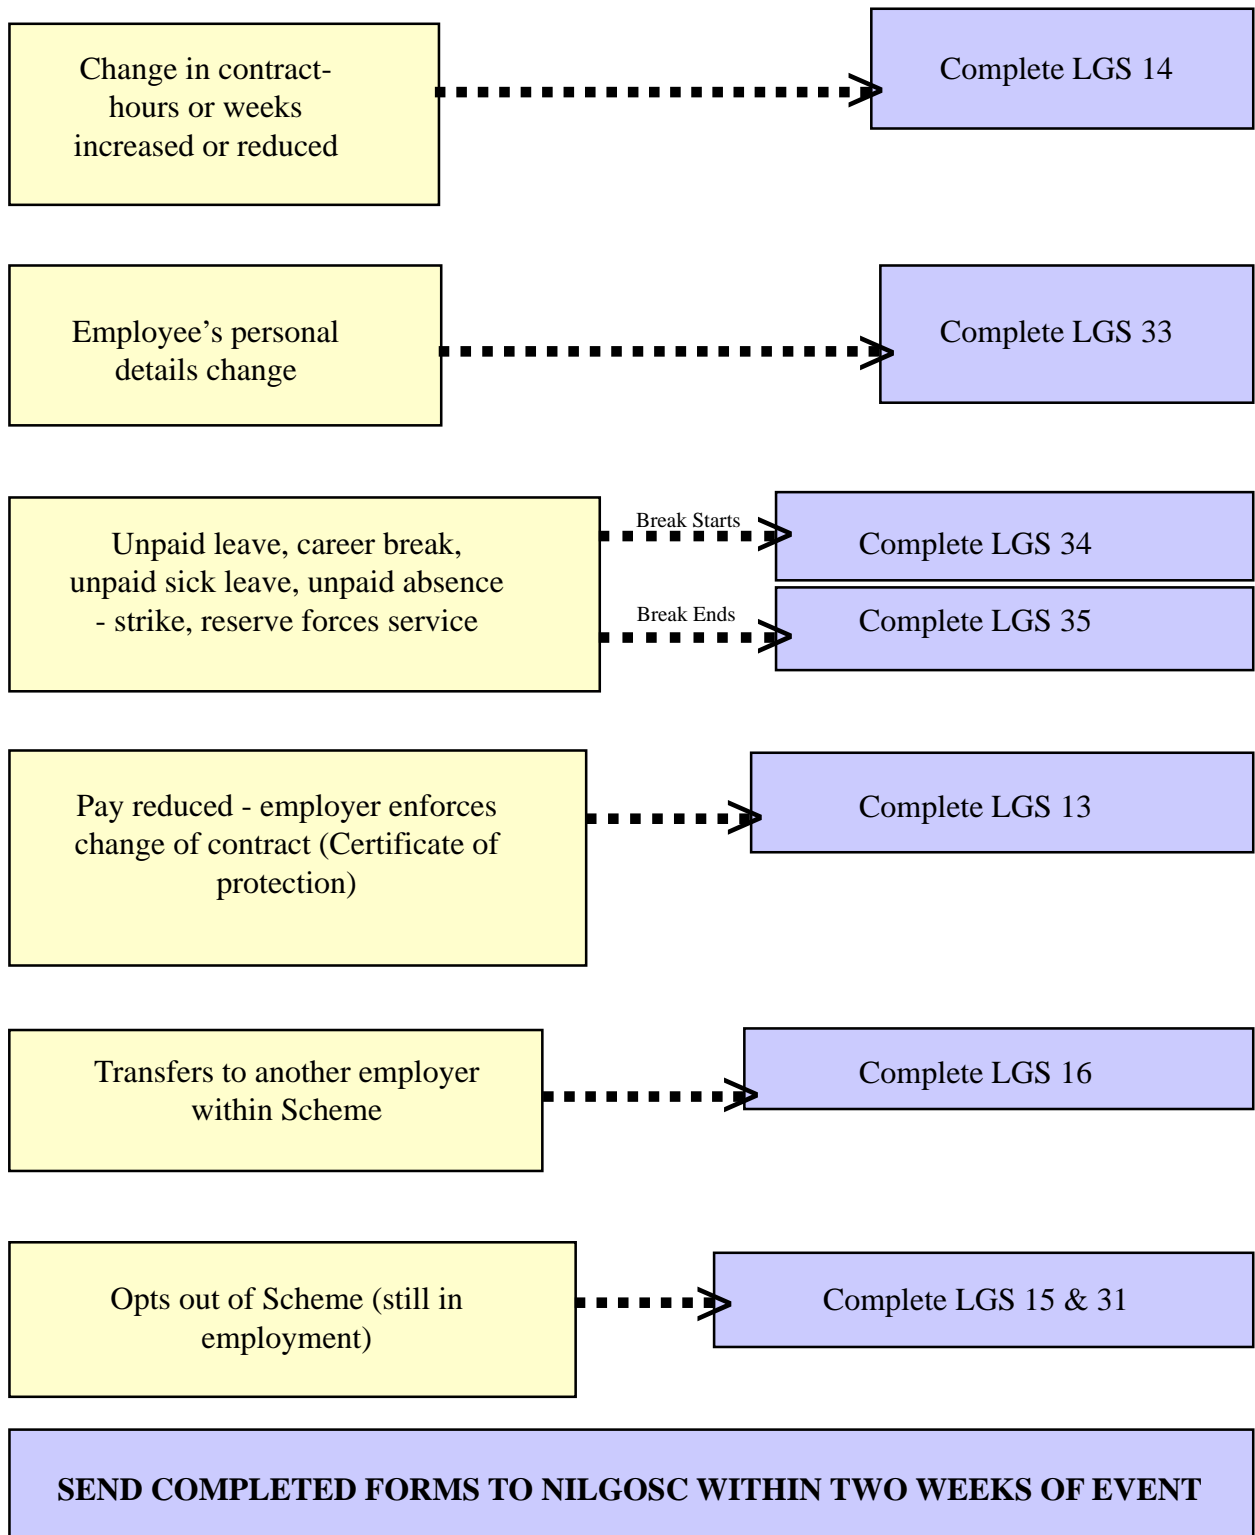 Change in contract-
hours or weeks
increased or reduced
Complete LGS 14
Employee’s personal
details change
Complete LGS 33
Unpaid leave, career break,
unpaid sick leave, unpaid absence
- strike, reserve forces service
Break Starts
Complete LGS 34
Break Ends
Complete LGS 35
Pay reduced - employer enforces
change of contract (Certificate of
protection)
Complete LGS 13
Transfers to another employer
within Scheme
Complete LGS 16
Opts out of Scheme (still in
employment)
Complete LGS 15 & 31
SEND COMPLETED FORMS TO NILGOSC WITHIN TWO WEEKS OF EVENT